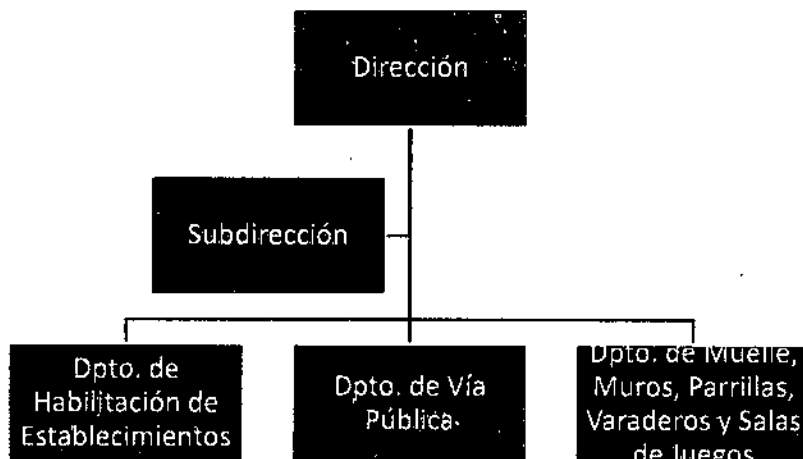 Dirección
Subdirección
Dpto. de
Habilitación de
Establecimientos
Dpto. de Vía
Pública
Dpto. de Muelle,
Muros, Parrillas,
Varaderos y Salas
de Juegos